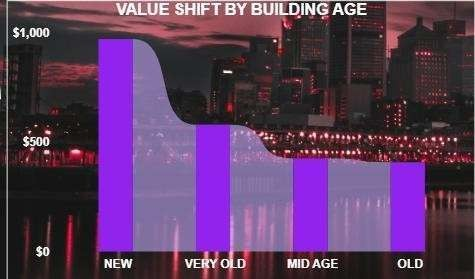 VALUE SHIFT BY BUILDING AGE
$1,000
$500
$0
NEW VERY OLD MID AGE OLD